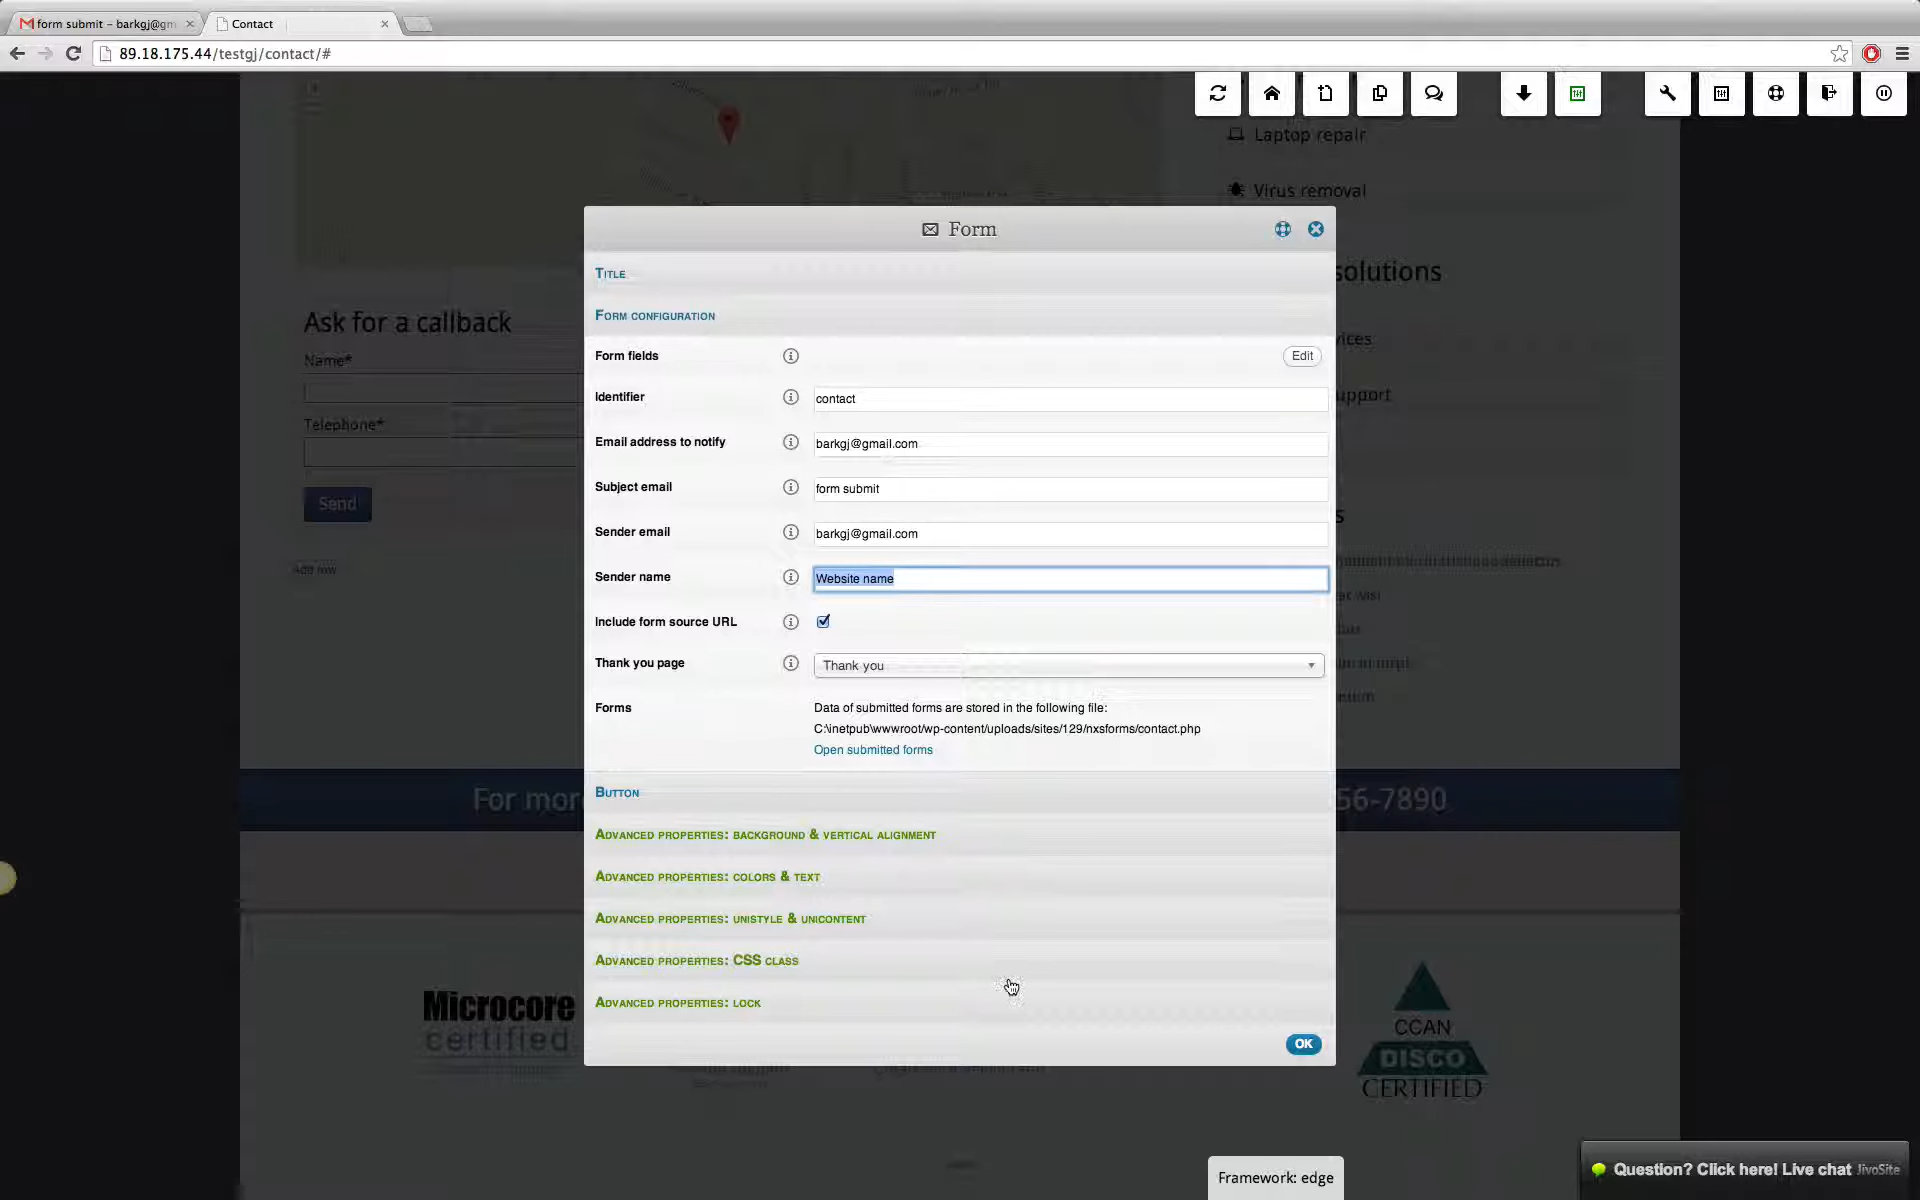 form submit – barkgj@gm
Contact
89.18.175.44/testgj/contact/#
Laptop repair
Virus removal
Form
Title
solutions
Form configuration
Ask for a callback
Form fields
Edit
vices
Name*
Identifier
contact
upport
Telephone*
Email address to notify
barkgj@gmail.com
Subject email
form submit
Send
Sender email
barkgj@gmail.com
Add row
Sender name
Website name
Include form source URL
Thank you page
Thank you
Forms
Data of submitted forms are stored in the following file:
C:\inetpub\wwwroot/wp-content/uploads/sites/129/nxsforms/contact.php
Open submitted forms
Button
For mor
56-7890
Advanced properties: background & vertical alignment
Advanced properties: colors & text
Advanced properties: unistyle & unicontent
Advanced properties: CSS class
Advanced properties: lock
Microcore
certified.
CCAN
DISCO
CERTIFIED
OK
Framework: edge
Question? Click here! Live chat JivoSite